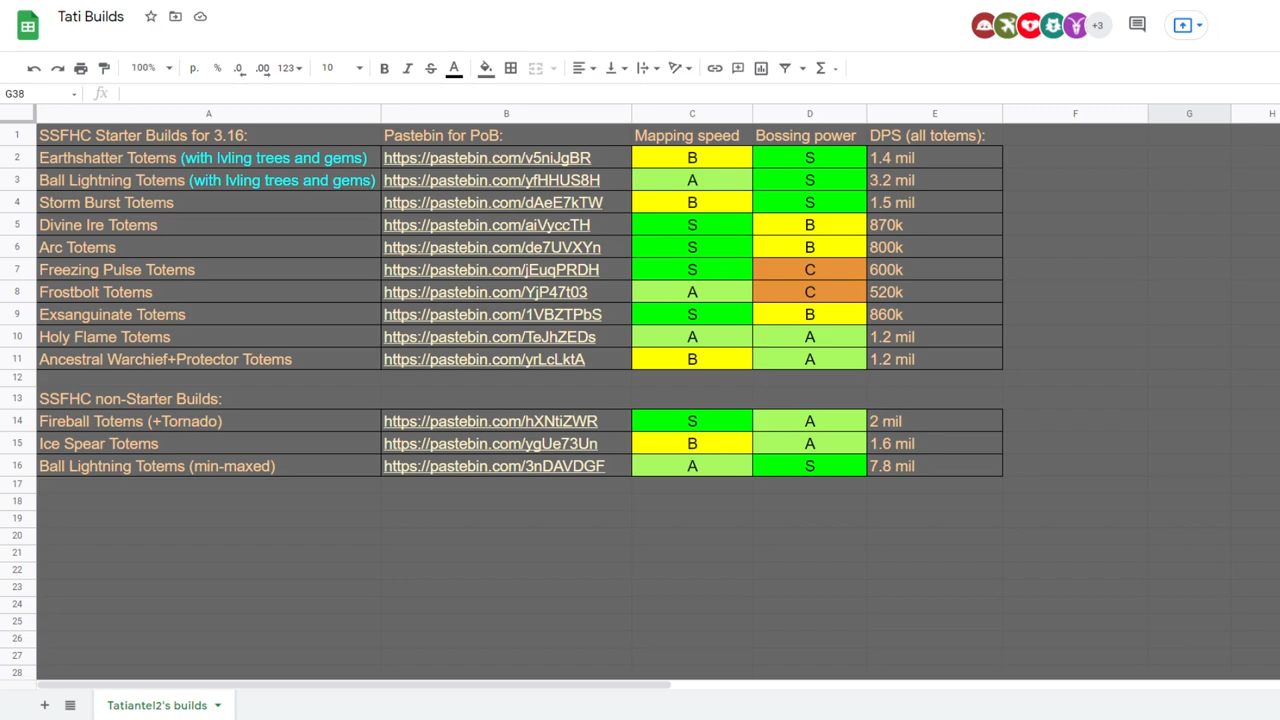 Tati Builds
+3
100%
p.
%
.0
.00
123
10
B
I
S
A
Σ
G38
fx
A B C D E F G H
1 SSFHC Starter Builds for 3.16: Pastebin for PoB: Mapping speed Bossing power DPS (all totems):
2 Earthshatter Totems (with lvling trees and gems) https://pastebin.com/v5niJgBR B S 1.4 mil
3 Ball Lightning Totems (with lvling trees and gems) https://pastebin.com/yfHHUS8H A S 3.2 mil
4 Storm Burst Totems https://pastebin.com/dAeE7kTW B S 1.5 mil
5 Divine Ire Totems https://pastebin.com/aiVyccTH S B 870k
6 Arc Totems https://pastebin.com/de7UVXYn S B 800k
7 Freezing Pulse Totems https://pastebin.com/jEuqPRDH S C 600k
8 Frostbolt Totems https://pastebin.com/YjP47t03 A C 520k
9 Exsanguinate Totems https://pastebin.com/1VBZTPbS S B 860k
10 Holy Flame Totems https://pastebin.com/TeJhZEDs A A 1.2 mil
11 Ancestral Warchief+Protector Totems https://pastebin.com/yrLcLktA B A 1.2 mil
12
13 SSFHC non-Starter Builds:
14 Fireball Totems (+Tornado) https://pastebin.com/hXNtiZWR S A 2 mil
15 Ice Spear Totems https://pastebin.com/ygUe73Un B A 1.6 mil
16 Ball Lightning Totems (min-maxed) https://pastebin.com/3nDAVDGF A S 7.8 mil
17
18
19
20
21
22
23
24
25
26
27
28
Tatiantel2's builds